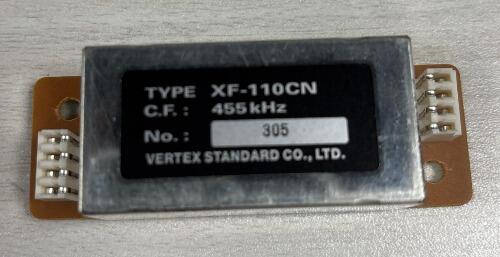 TYPE XF-110CN
C.F.: 455kHz
No.: 305
VERTEX STANDARD CO., LTD.